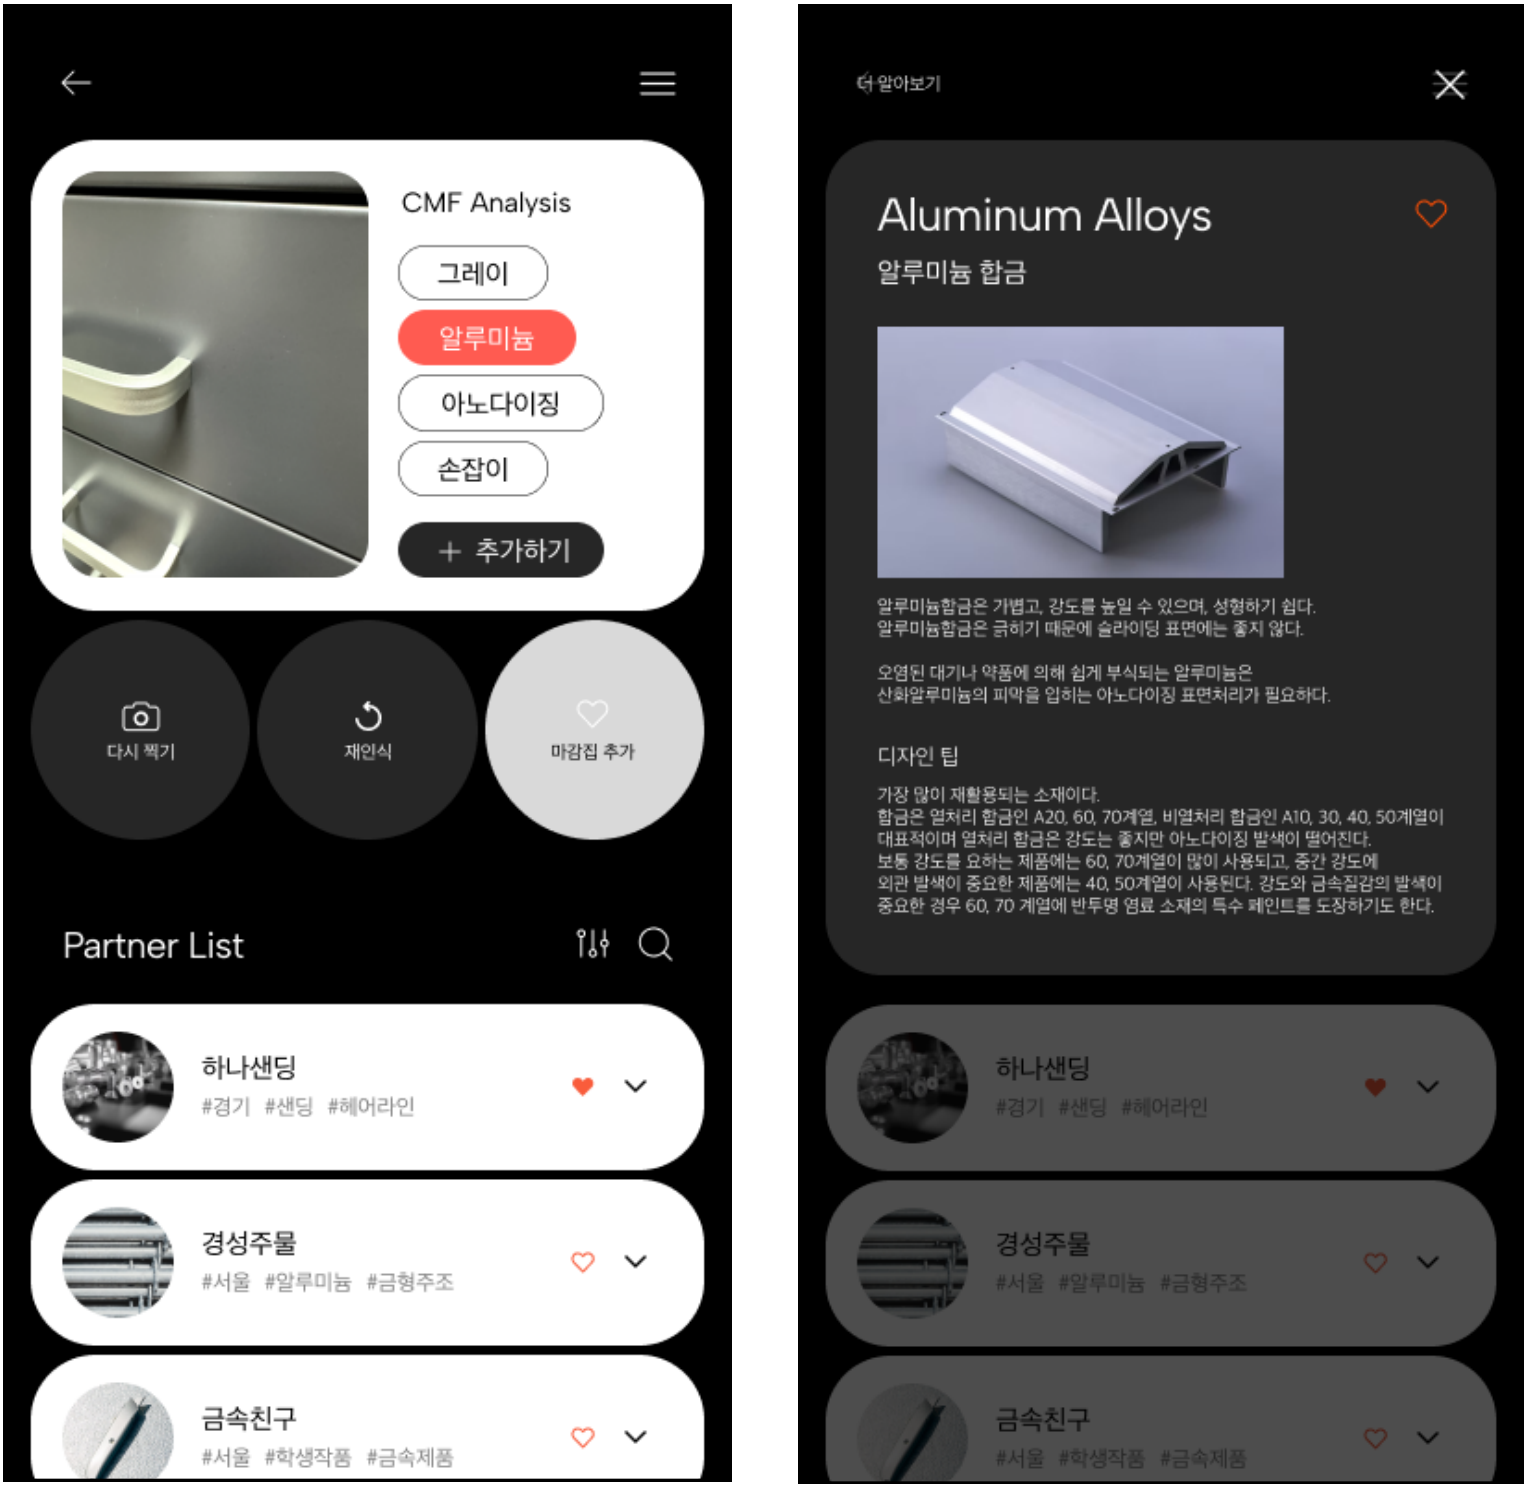 CMF Analysis
그레이
알루미늄
아노다이징
손잡이
+ 추가하기
다시 찍기
재인식
마감집 추가
Partner List
하나샌딩
#경기 #샌딩 #헤어라인
경성주물
#서울 #알루미늄 #금형주조
금속친구
#서울 #학생작품 #금속제품
더 알아보기
Aluminum Alloys
알루미늄 합금
알루미늄합금은 가볍고, 강도를 높일 수 있으며, 성형하기 쉽다.
알루미늄합금은 긁히기 때문에 슬라이딩 표면에는 좋지 않다.
오염된 대기나 약품에 의해 쉽게 부식되는 알루미늄은
산화알루미늄의 피막을 입히는 아노다이징 표면처리가 필요하다.
디자인 팁
가장 많이 재활용되는 소재이다.
합금은 열처리 합금인 A20, 60, 70계열, 비열처리 합금인 A10, 30, 40, 50계열이
대표적이며 열처리 합금은 강도는 좋지만 아노다이징 발색이 떨어진다.
보통 강도를 요하는 제품에는 60, 70계열이 많이 사용되고, 중간 강도에
외관 발색이 중요한 제품에는 40, 50계열이 사용된다. 강도와 금속질감의 발색이
중요한 경우 60, 70 계열에 반투명 염료 소재의 특수 페인트를 도장하기도 한다.
하나샌딩
#경기 #샌딩 #헤어라인
경성주물
#서울 #알루미늄 #금형주조
금속친구
#서울 #학생작품 #금속제품